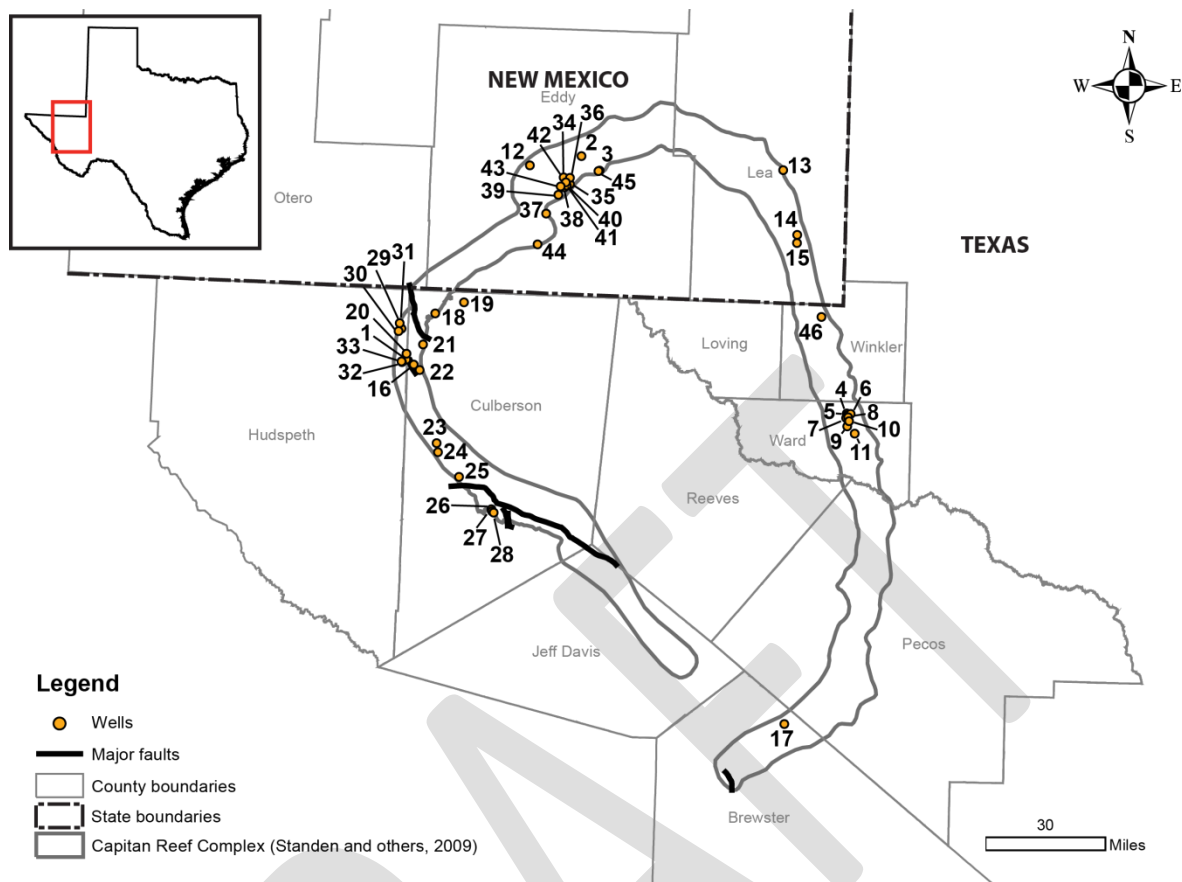 N
W E
S
NEW MEXICO
Eddy
36
34
42
2
3
12
13
43
Lea
45
39
35
Otero
38
40
37
41
14
TEXAS
44
15
31
29
30
19
18
20
46
1
21
Loving
Winkler
33
32
22
16
4
6
Culberson
5
8
7
10
Hudspeth
23
Ward
9
11
24
25
Reeves
26
27
28
Pecos
Jeff Davis
17
Brewster
Legend
Wells
Major faults
County boundaries
State boundaries
Capitan Reef Complex (Standen and others, 2009)
30
Miles
DRAFT